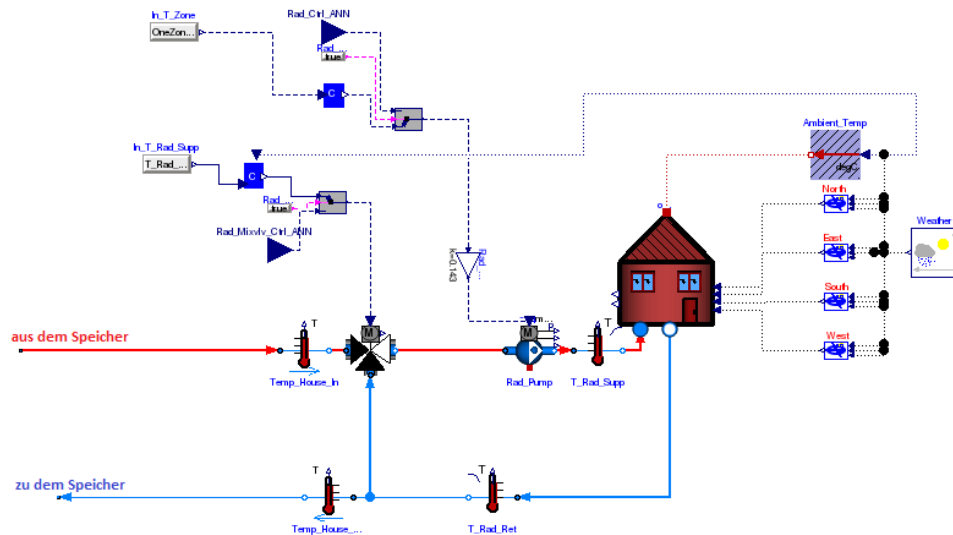 In_T_Zone
Rad_Ctrl_ANN
OneZon...
Rad_...
true
C
Ambient_Temp
degC
In_T_Rad_Supp
T_Rad_...
C
Rad_...
true
Rad_Mixvlv_Ctrl_ANN
North
East
South
West
Weather
Rad_...
k=0.143
aus dem Speicher
T
Temp_House_In
M
M
m...
p
Rad_Pump
T
T_Rad_Supp
zu dem Speicher
T
Temp_House_...
T
T_Rad_Ret